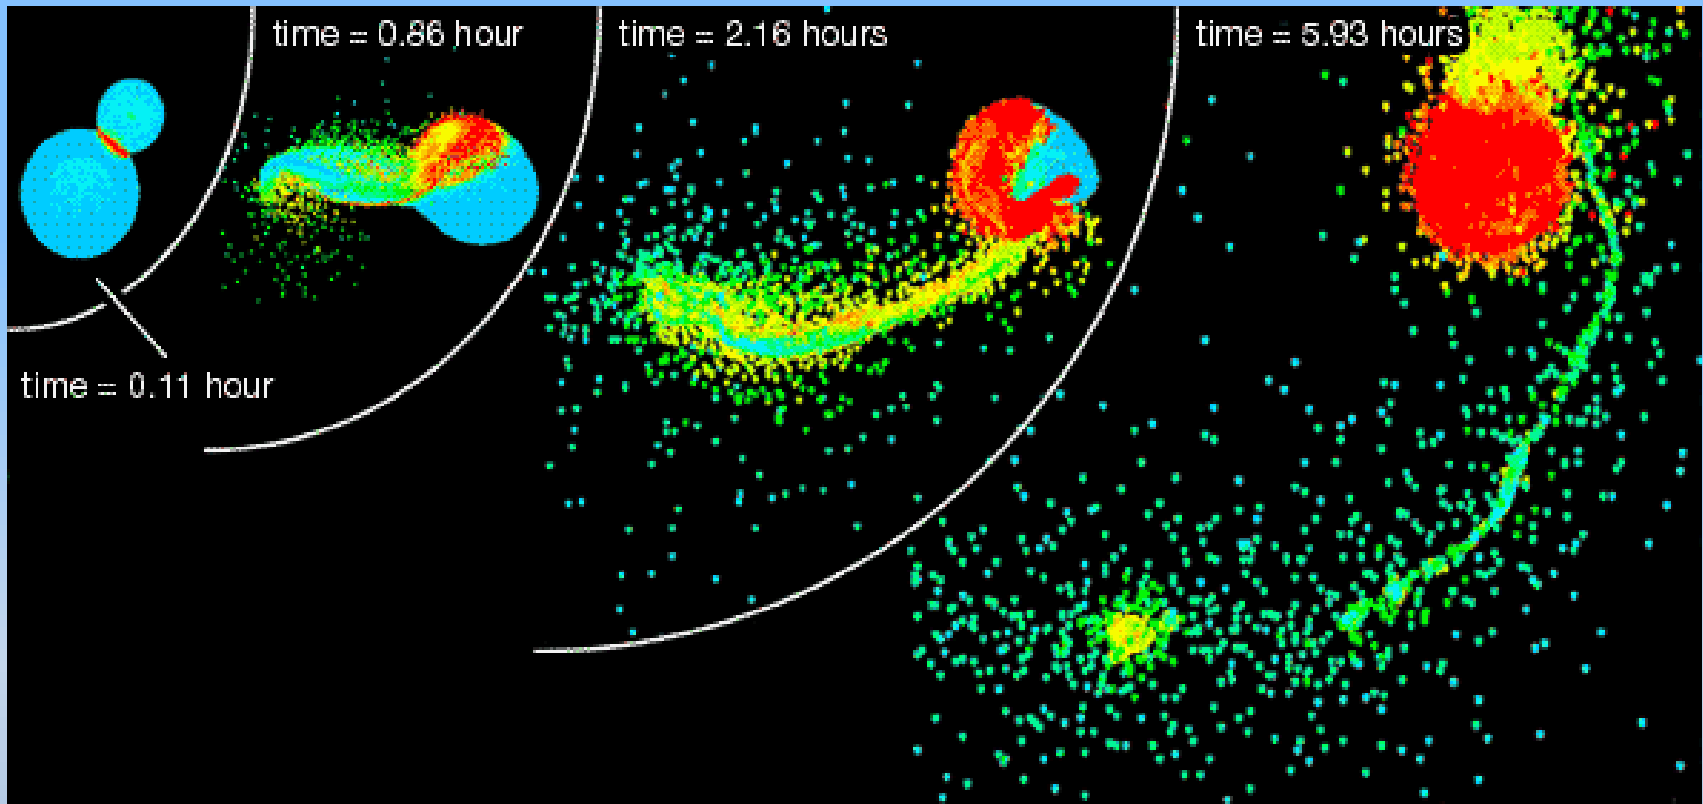 time = 0.86 hour
time = 2.16 hours
time = 5.93 hours
time = 0.11 hour